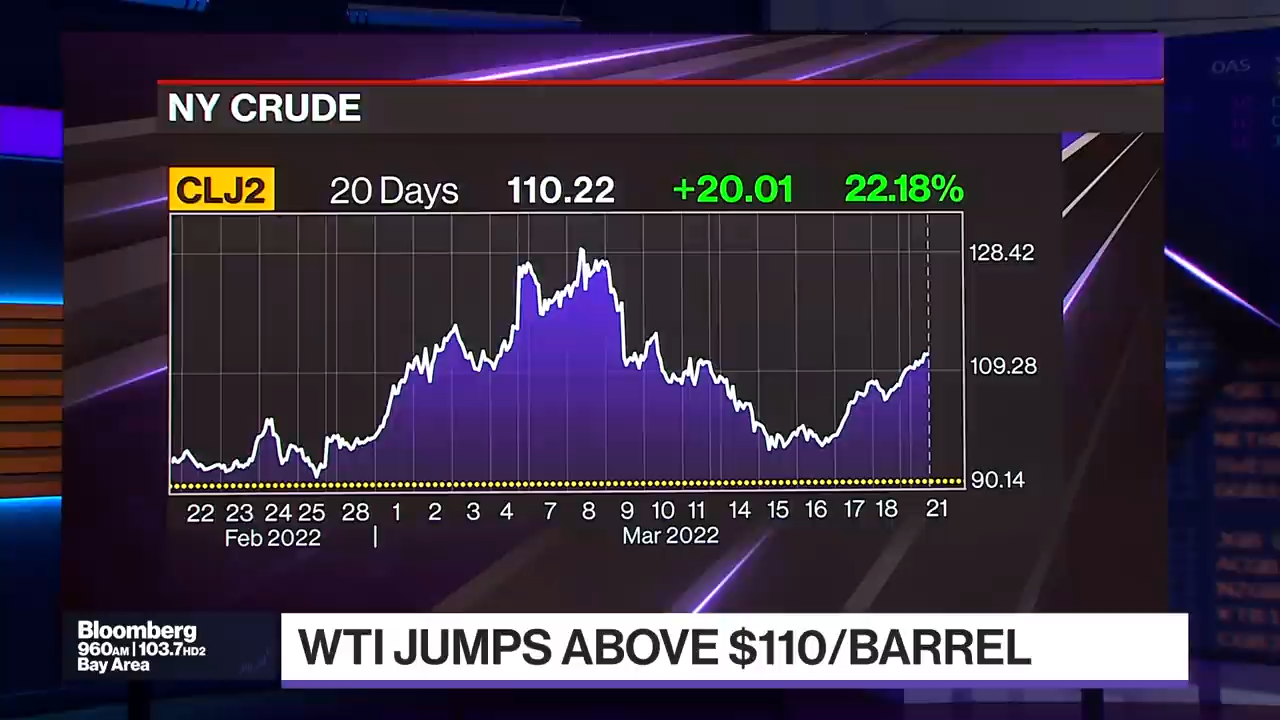 OAS
NY CRUDE
CLJ2 20 Days 110.22 +20.01 22.18%
128.42
109.28
90.14
22 23 24 25 28 1 2 3 4 7 8 9 10 11 14 15 16 17 18 21
Feb 2022 | Mar 2022
Bloomberg
960AM | 103.7HD2
Bay Area
WTI JUMPS ABOVE $110/BARREL